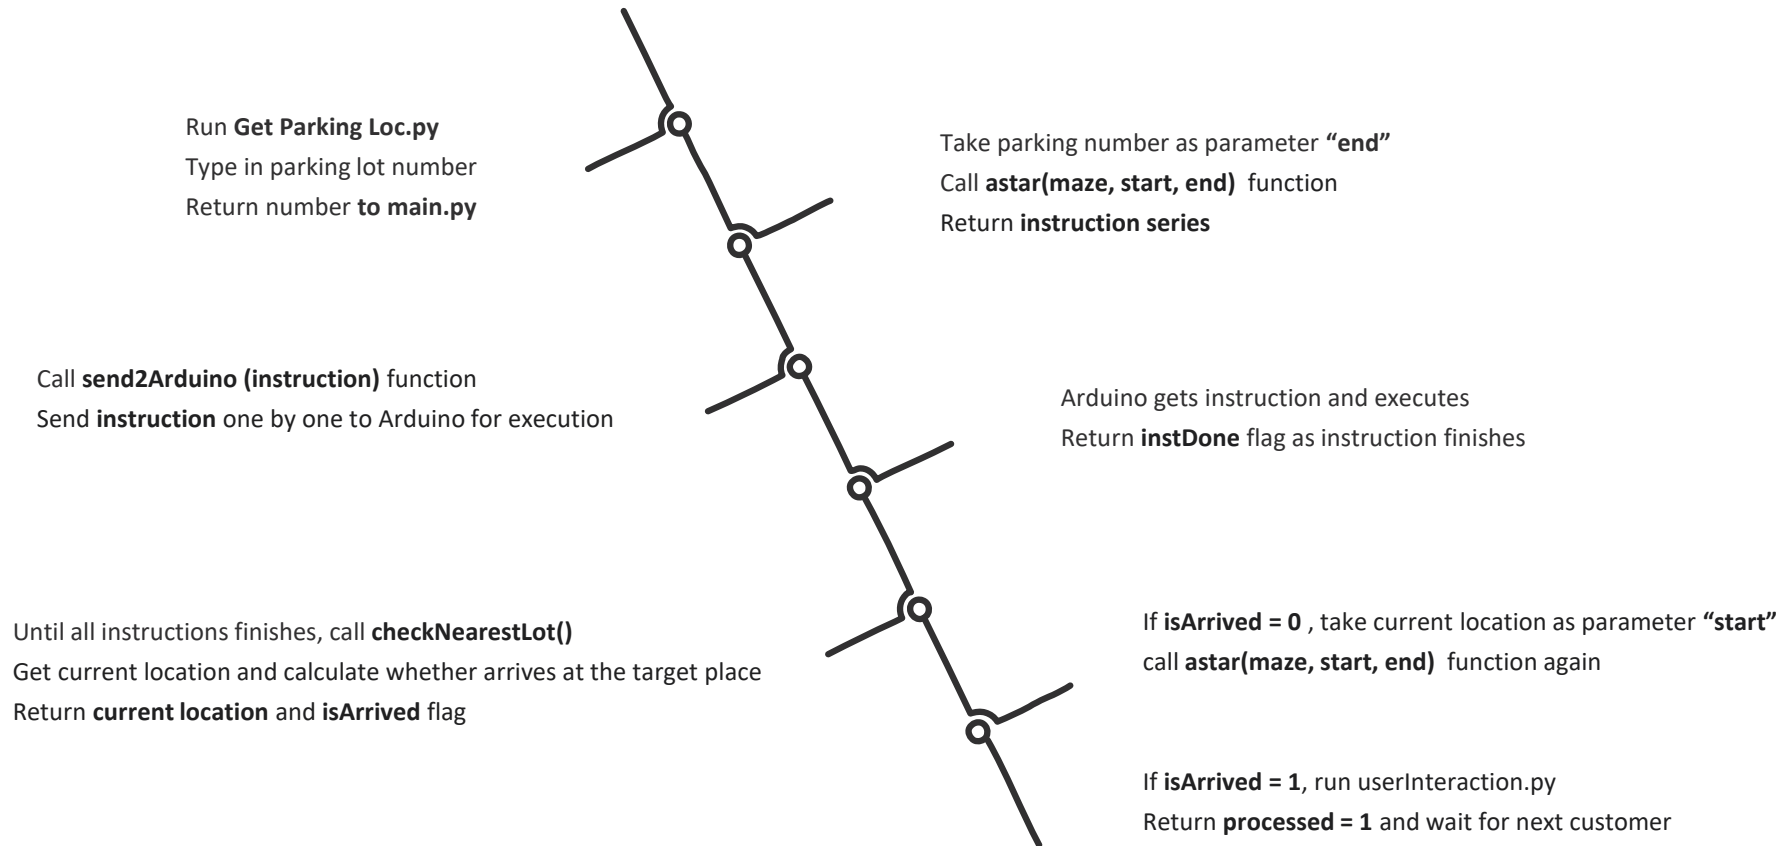 Run Get Parking Loc.py
Type in parking lot number
Return number to main.py
Take parking number as parameter “end”
Call astar(maze, start, end) function
Return instruction series
Call send2Arduino (instruction) function
Send instruction one by one to Arduino for execution
Arduino gets instruction and executes
Return instDone flag as instruction finishes
Until all instructions finishes, call checkNearestLot()
Get current location and calculate whether arrives at the target place
Return current location and isArrived flag
If isArrived = 0 , take current location as parameter “start”
call astar(maze, start, end) function again
If isArrived = 1, run userInteraction.py
Return processed = 1 and wait for next customer